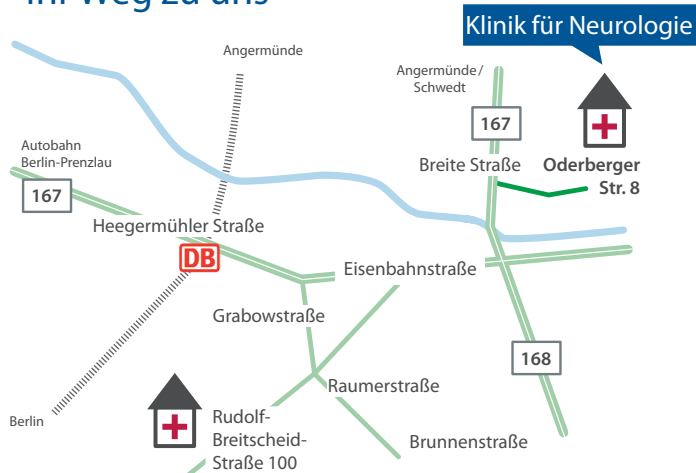 Ihr Weg zu uns
Klinik für Neurologie
Angermünde
Angermünde/
Schwedt
167
Autobahn
Berlin-Prenzlau
167
Breite Straße
Oderberger
Str. 8
Heegermühler Straße
DB
Eisenbahnstraße
Grabowstraße
168
Raumerstraße
Berlin
Rudolf-
Breitscheid-
Straße 100
Brunnenstraße